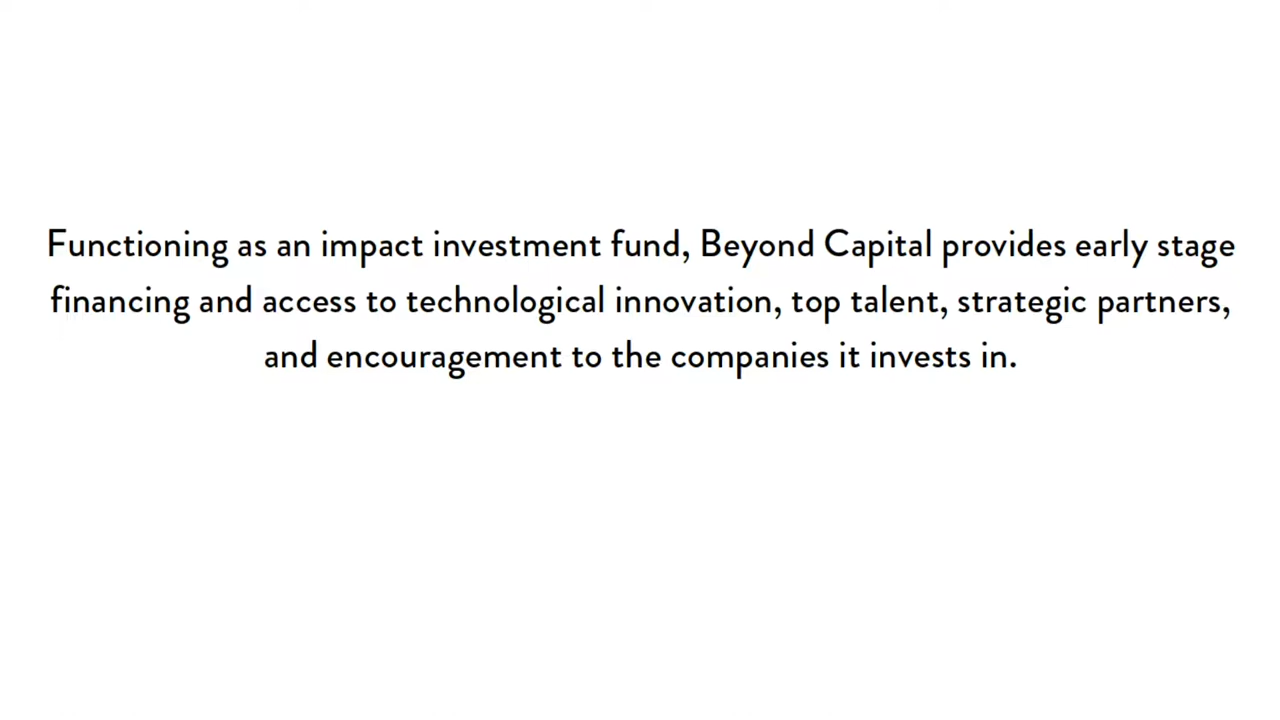 Functioning as an impact investment fund, Beyond Capital provides early stage
financing and access to technological innovation, top talent, strategic partners,
and encouragement to the companies it invests in.